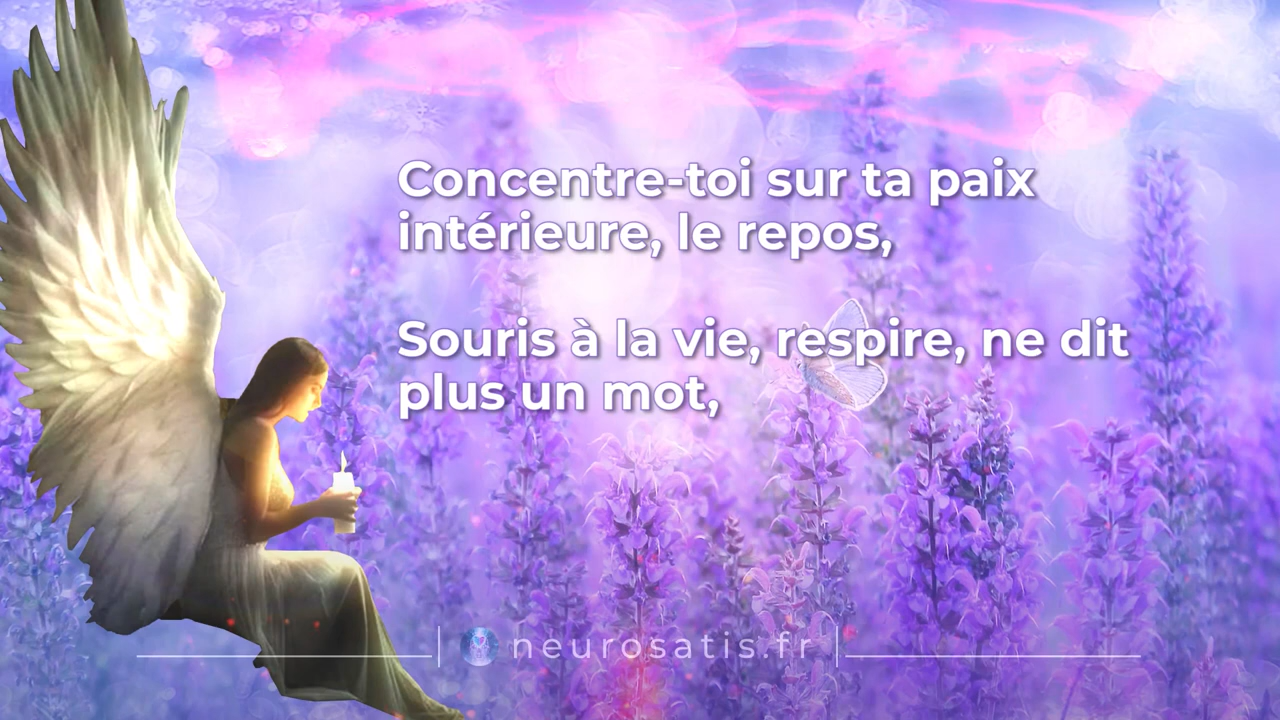 Concentre-toi sur ta paix
intérieure, le repos,
Souris à la vie, respire, ne dit
plus un mot,
neurosatis.fr